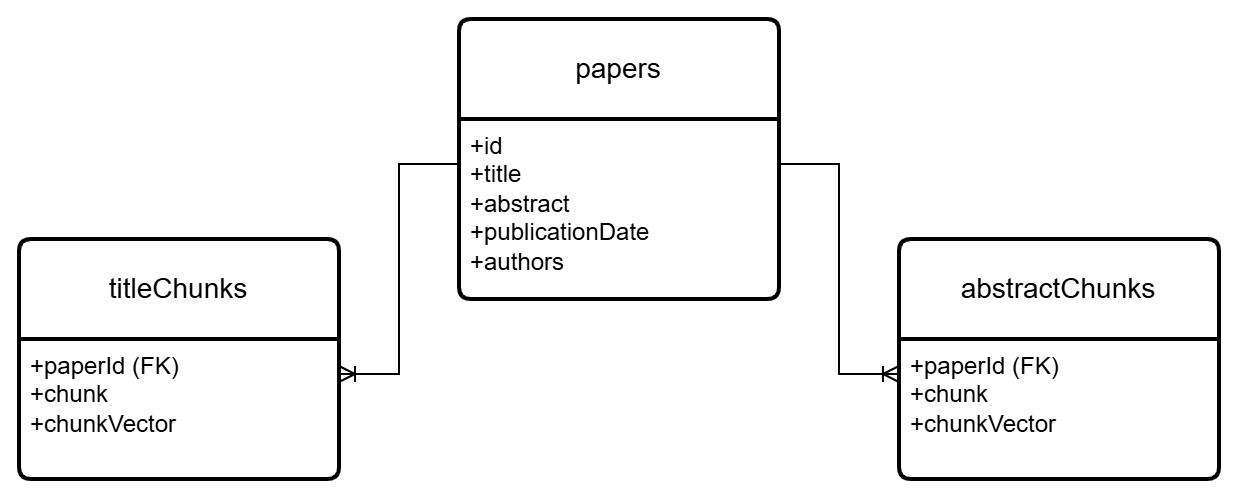 papers
+id
+title
+abstract
+publicationDate
+authors
titleChunks
+paperId (FK)
+chunk
+chunkVector
abstractChunks
+paperId (FK)
+chunk
+chunkVector